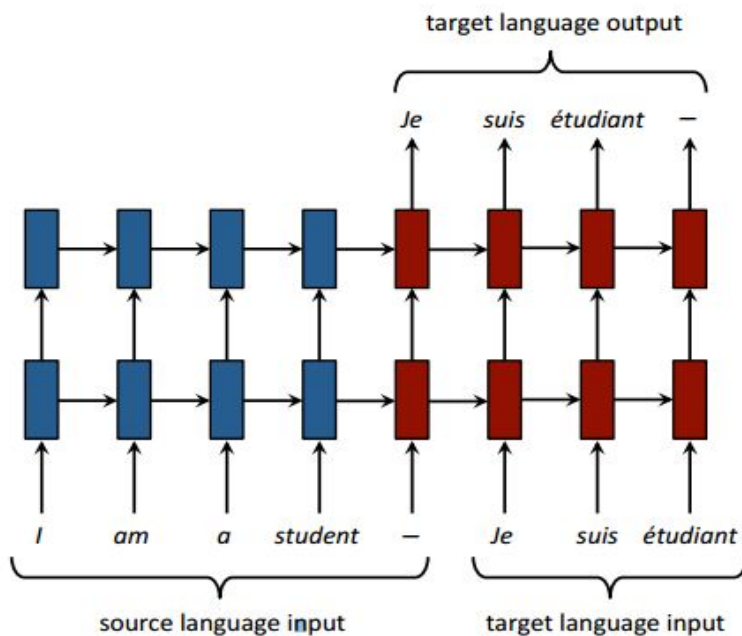 target language output
Je suis étudiant –
I am a student – Je suis étudiant
source language input target language input